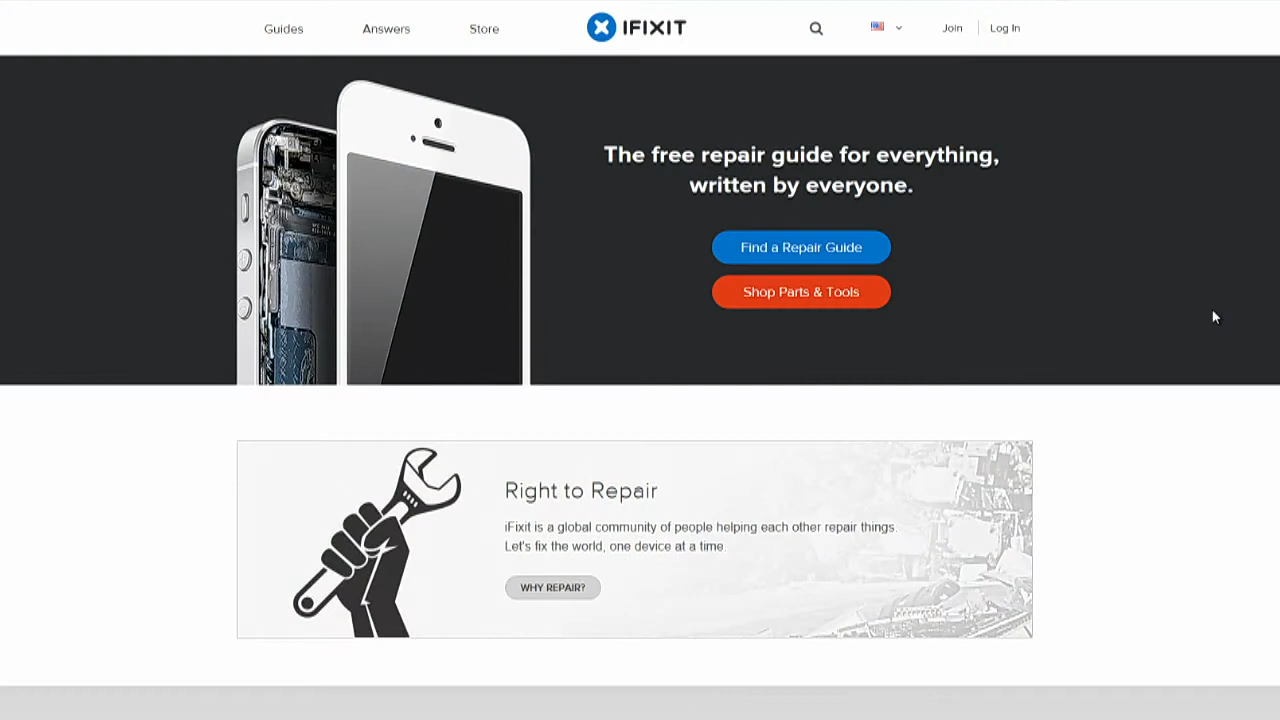 Guides
Answers
Store
IFIXIT
Join
Log In
The free repair guide for everything,
written by everyone.
Find a Repair Guide
Shop Parts & Tools
Right to Repair
iFixit is a global community of people helping each other repair things.
Let's fix the world, one device at a time.
WHY REPAIR?